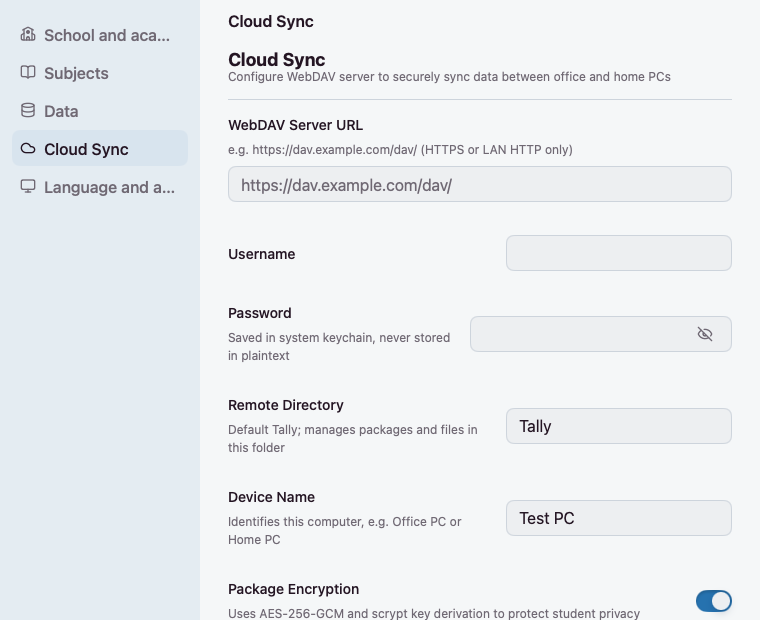 School and aca...
Subjects
Data
Cloud Sync
Language and a...
Cloud Sync
Cloud Sync
Configure WebDAV server to securely sync data between office and home PCs
WebDAV Server URL
e.g. https://dav.example.com/dav/ (HTTPS or LAN HTTP only)
https://dav.example.com/dav/
Username
Password
Saved in system keychain, never stored
in plaintext
Remote Directory
Default Tally; manages packages and files in
this folder
Tally
Device Name
Identifies this computer, e.g. Office PC or
Home PC
Test PC
Package Encryption
Uses AES-256-GCM and scrypt key derivation to protect student privacy